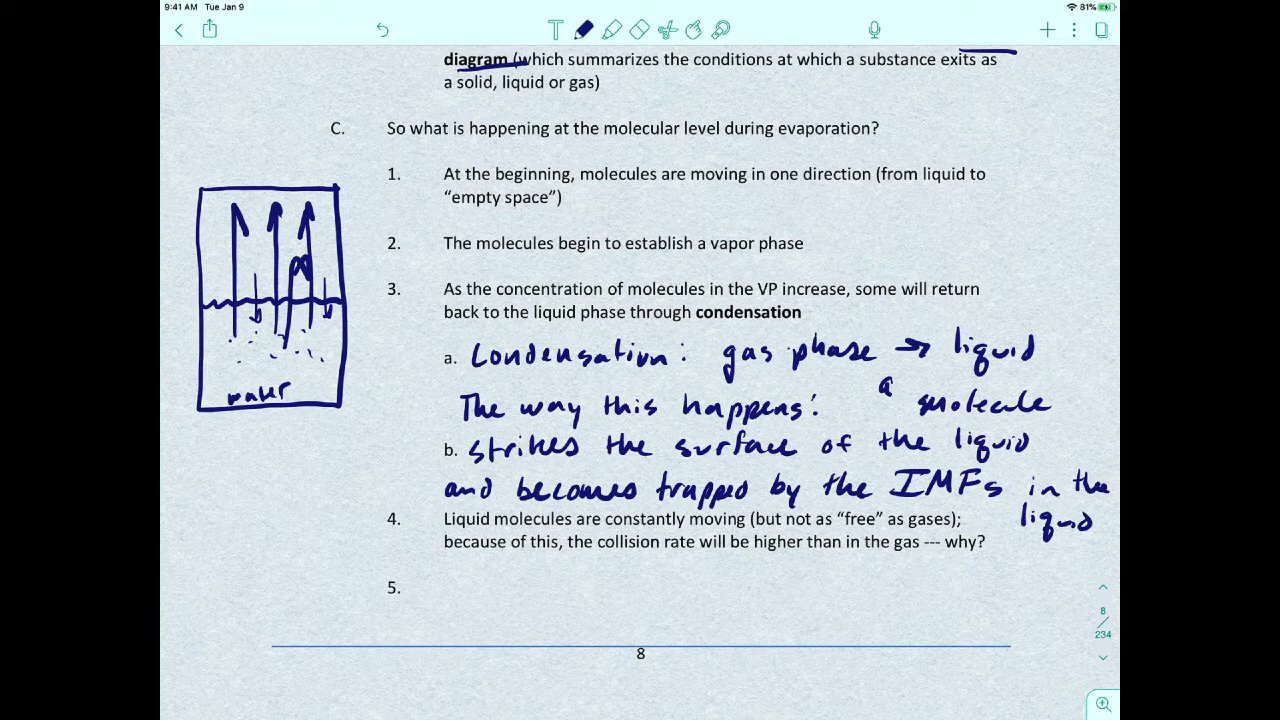 9:41 AM Tue Jan 9
81%
diagram (which summarizes the conditions at which a substance exits as
a solid, liquid or gas)
C. So what is happening at the molecular level during evaporation?
1. At the beginning, molecules are moving in one direction (from liquid to
“empty space”)
2. The molecules begin to establish a vapor phase
3. As the concentration of molecules in the VP increase, some will return
back to the liquid phase through condensation
a. Condensation: gas phase → liquid
The way this happens: a molecule
b. strikes the surface of the liquid
and becomes trapped by the IMFs in the
liquid
water
4. Liquid molecules are constantly moving (but not as “free” as gases);
because of this, the collision rate will be higher than in the gas --- why?
5.
8
8
/
234
T